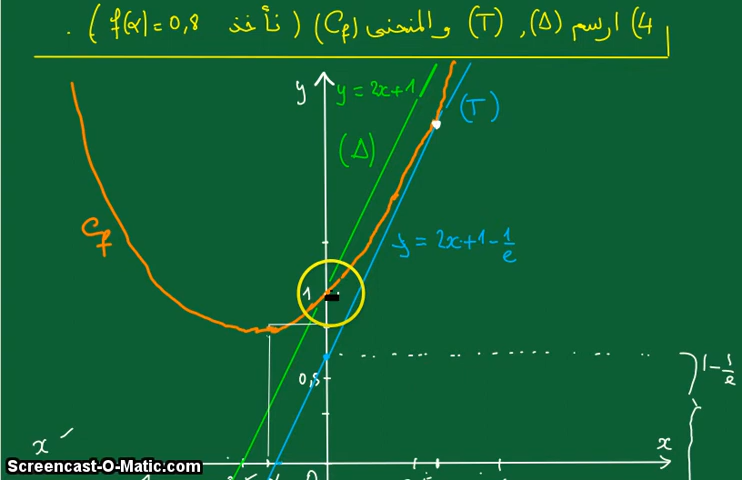 4) ارسم (Δ), (T) والمنحنى (Cf) ( نأخذ f(α)=0,8 ) .
y
y = 2x+1
(T)
(Δ)
Cf
y = 2x+1-1/e
1
1-1/e
0,5
x'
x
0
Screencast-O-Matic.com